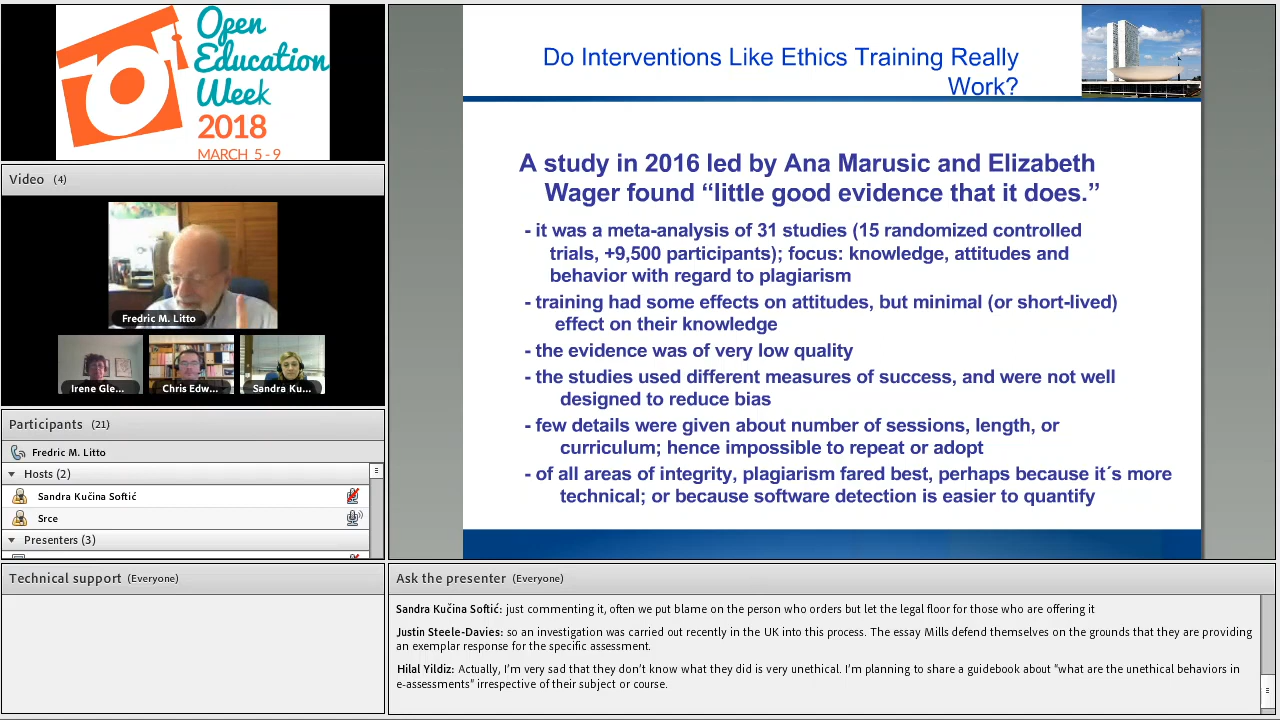 Open
Education
Week
2018
MARCH 5 - 9
Video (4)
Fredric M. Litto
Irene Gle...
Chris Edw...
Sandra Ku...
Participants (21)
Fredric M. Litto
Hosts (2)
Sandra Kučina Softić
Srce
Presenters (3)
Technical support (Everyone)
Do Interventions Like Ethics Training Really
Work?
A study in 2016 led by Ana Marusic and Elizabeth
Wager found “little good evidence that it does.”
- it was a meta-analysis of 31 studies (15 randomized controlled
trials, +9,500 participants); focus: knowledge, attitudes and
behavior with regard to plagiarism
- training had some effects on attitudes, but minimal (or short-lived)
effect on their knowledge
- the evidence was of very low quality
- the studies used different measures of success, and were not well
designed to reduce bias
- few details were given about number of sessions, length, or
curriculum; hence impossible to repeat or adopt
- of all areas of integrity, plagiarism fared best, perhaps because it´s more
technical; or because software detection is easier to quantify
Ask the presenter (Everyone)
Sandra Kučina Softić: just commenting it, often we put blame on the person who orders but let the legal floor for those who are offering it
Justin Steele-Davies: so an investigation was carried out recently in the UK into this process. The essay Mills defend themselves on the grounds that they are providing
an exemplar response for the specific assessment.
Hilal Yildiz: Actually, I’m very sad that they don’t know what they did is very unethical. I’m planning to share a guidebook about “what are the unethical behaviors in
e-assessments” irrespective of their subject or course.